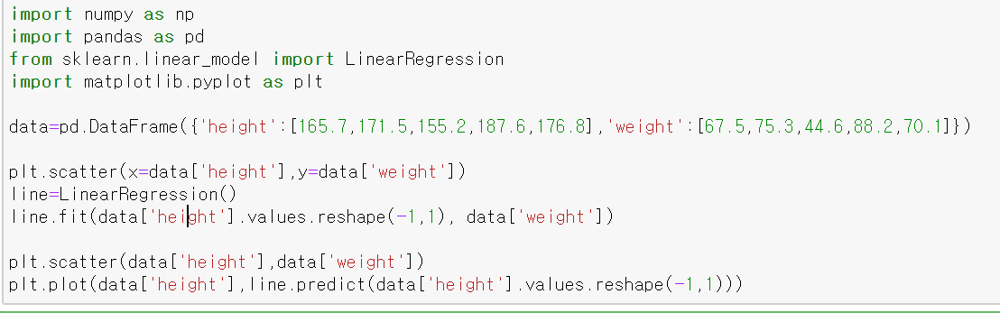 import numpy as np
import pandas as pd
from sklearn.linear_model import LinearRegression
import matplotlib.pyplot as plt
data=pd.DataFrame({'height':[165.7,171.5,155.2,187.6,176.8],'weight':[67.5,75.3,44.6,88.2,70.1]})
plt.scatter(x=data['height'],y=data['weight'])
line=LinearRegression()
line.fit(data['height'].values.reshape(-1,1), data['weight'])
plt.scatter(data['height'],data['weight'])
plt.plot(data['height'],line.predict(data['height'].values.reshape(-1,1)))